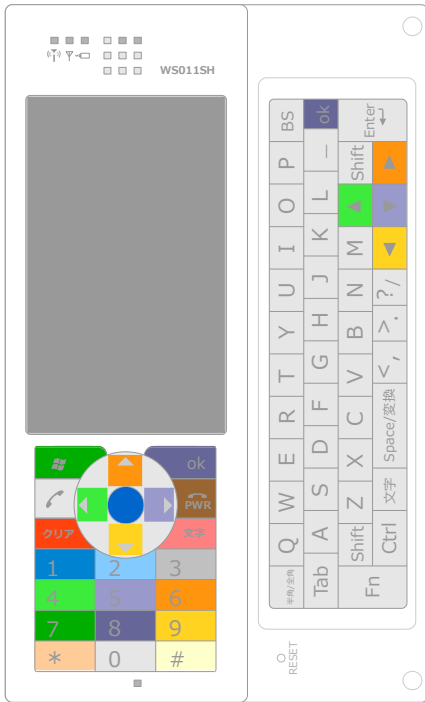 WS011SH
ok
PWR
クリア 文字
1 2 3
4 5 6
7 8 9
* 0 #
半角/全角 Q W E R T Y U I O P BS
Tab A S D F G H J K L — ok
Shift Z X C V B N M Shift Enter
Fn Ctrl 文字 Space/変換 <, >. ?/
RESET